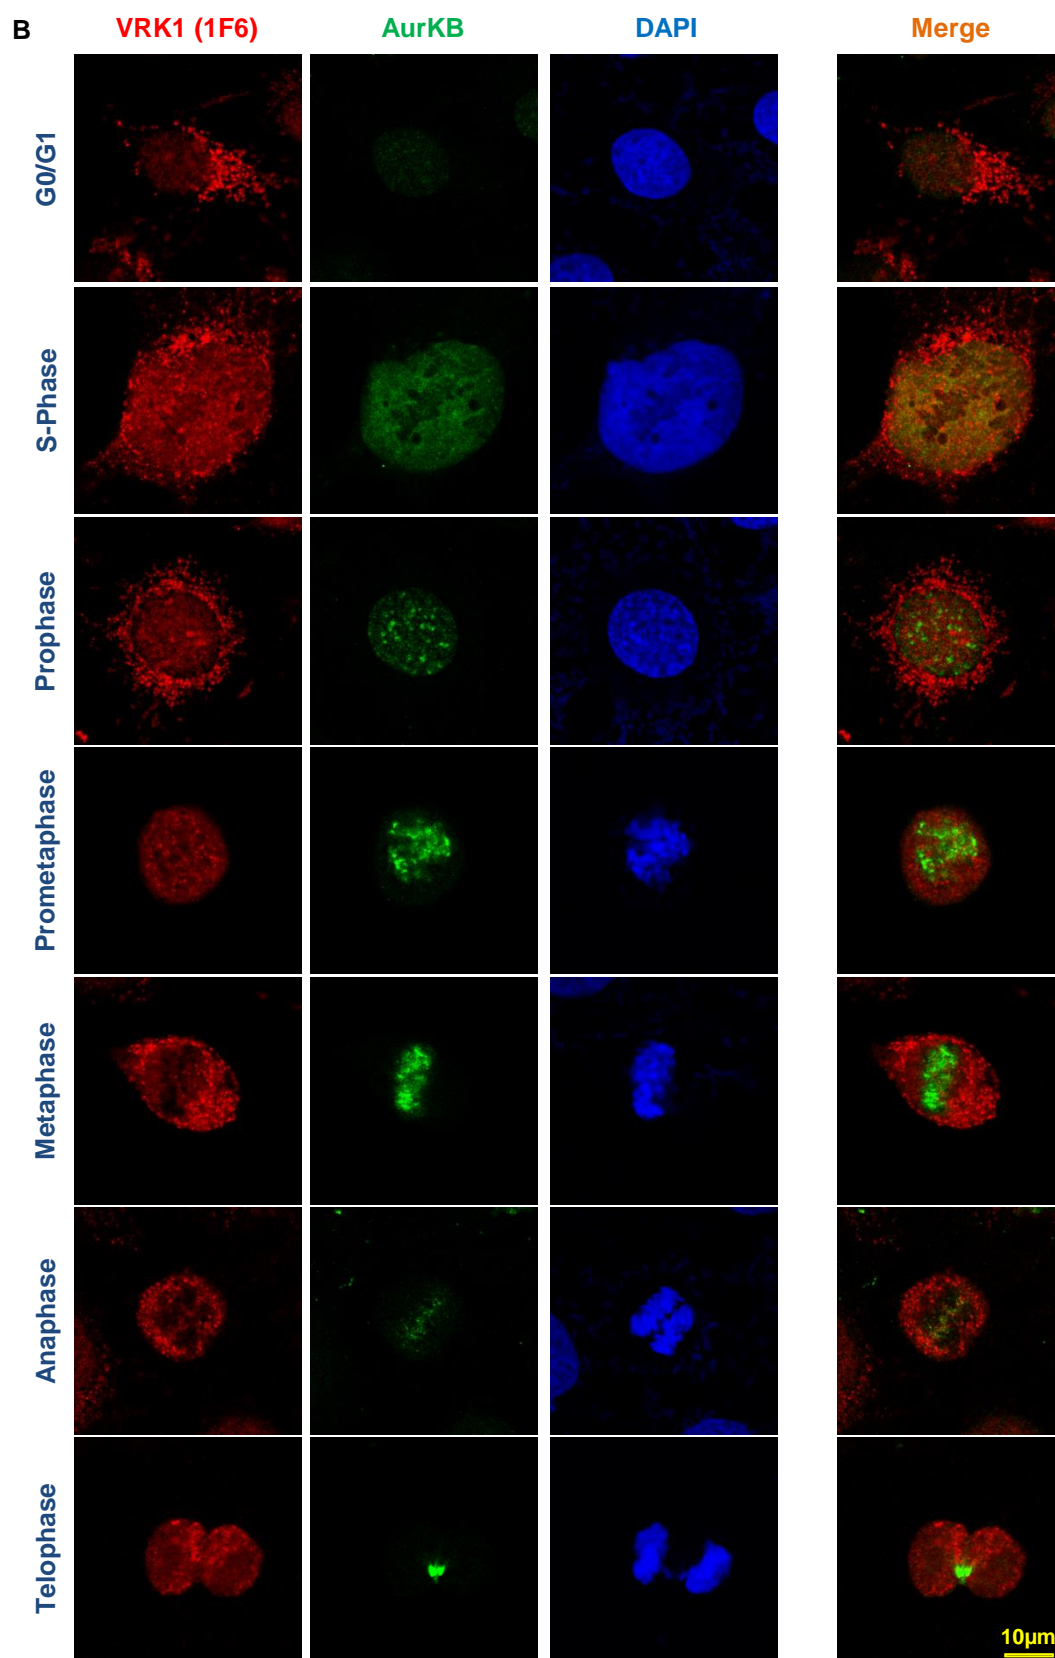 B
VRK1 (1F6) AurKB DAPI Merge
G0/G1
S-Phase
Prophase
Prometaphase
Metaphase
Anaphase
Telophase
10µm